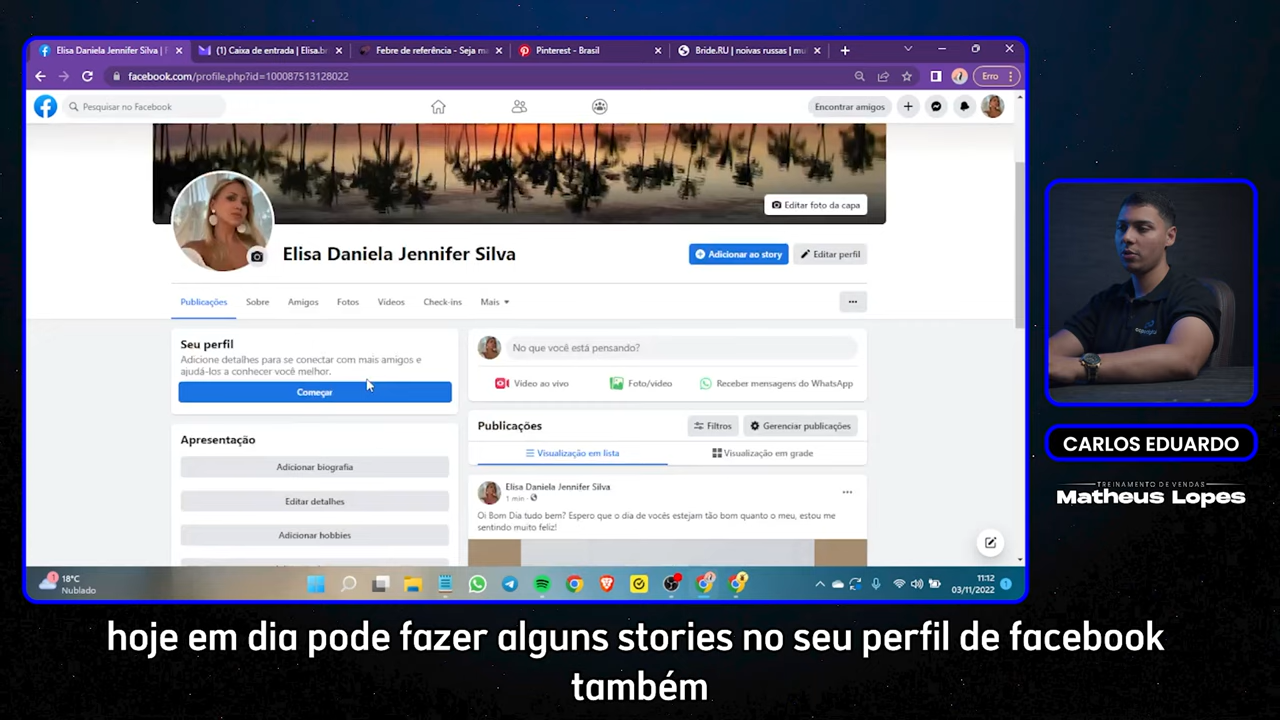 Elisa Daniela Jennifer Silva |
(1) Caixa de entrada | Elisa.br
Febre de referência - Seja m
Pinterest - Brasil
Bride.RU | noivas russas | mu
facebook.com/profile.php?id=100087513128022
Erro
Pesquisar no Facebook
Encontrar amigos
Editar foto da capa
Elisa Daniela Jennifer Silva
Adicionar ao story
Editar perfil
Publicações
Sobre
Amigos
Fotos
Vídeos
Check-ins
Mais
Seu perfil
Adicione detalhes para se conectar com mais amigos e
ajudá-los a conhecer você melhor.
Começar
No que você está pensando?
Vídeo ao vivo
Foto/vídeo
Receber mensagens do WhatsApp
Apresentação
Adicionar biografia
Editar detalhes
Adicionar hobbies
Publicações
Filtros
Gerenciar publicações
Visualização em lista
Visualização em grade
Elisa Daniela Jennifer Silva
1 min
Oi Bom Dia tudo bem? Espero que o dia de vocês estejam tão bom quanto o meu, estou me
sentindo muito feliz!
18°C
Nublado
11:12
03/11/2022
CARLOS EDUARDO
TREINAMENTO DE VENDAS
Matheus Lopes
hoje em dia pode fazer alguns stories no seu perfil de facebook
também